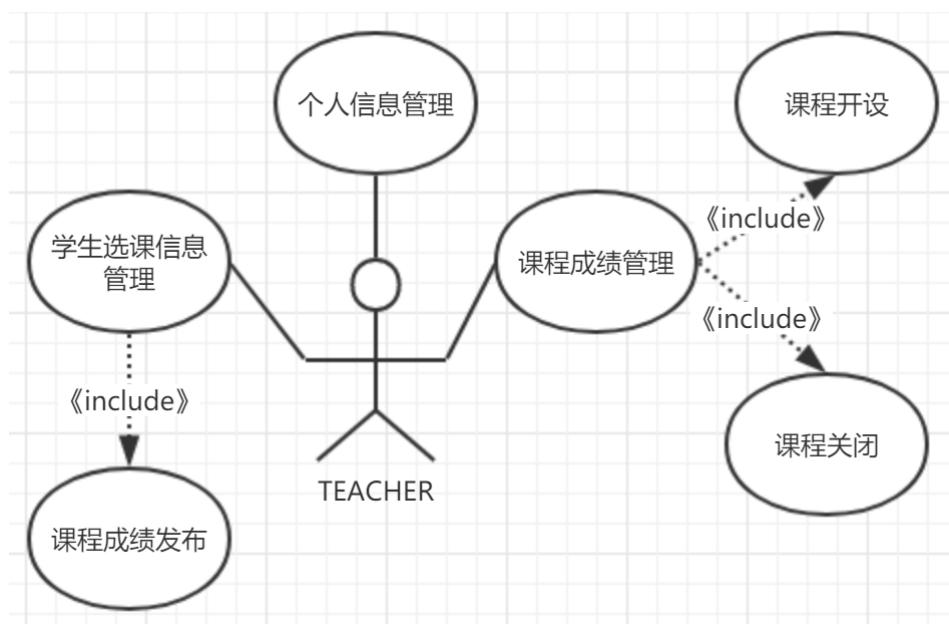 个人信息管理
课程开设
学生选课信息
管理
课程成绩管理
《include》
《include》
《include》
课程关闭
TEACHER
课程成绩发布